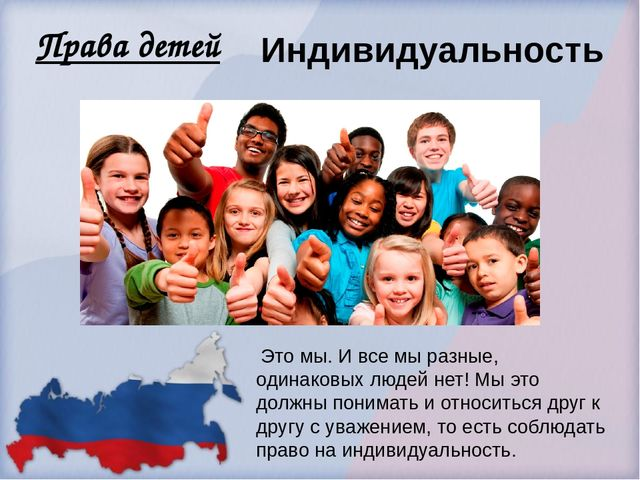 Права детей
Индивидуальность
Это мы. И все мы разные,
одинаковых людей нет! Мы это
должны понимать и относиться друг к
другу с уважением, то есть соблюдать
право на индивидуальность.